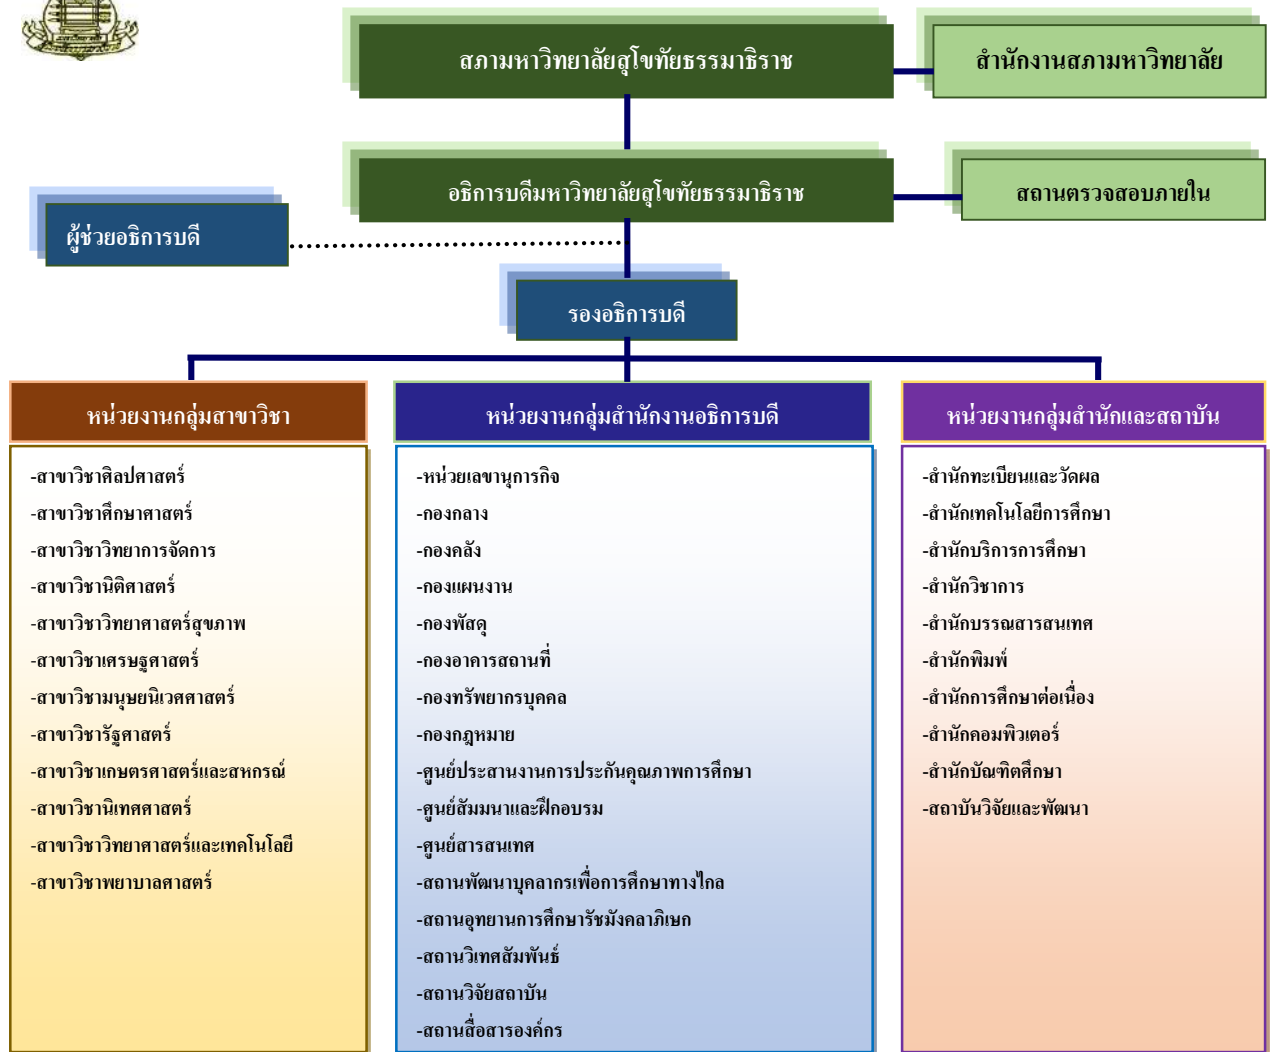 สภามหาวิทยาลัยสุโขทัยธรรมาธิราช
สำนักงานสภามหาวิทยาลัย
อธิการบดีมหาวิทยาลัยสุโขทัยธรรมาธิราช
สถานตรวจสอบภายใน
ผู้ช่วยอธิการบดี
รองอธิการบดี
หน่วยงานกลุ่มสาขาวิชา
-สาขาวิชาศิลปศาสตร์
-สาขาวิชาศึกษาศาสตร์
-สาขาวิชาวิทยาการจัดการ
-สาขาวิชานิติศาสตร์
-สาขาวิชาวิทยาศาสตร์สุขภาพ
-สาขาวิชาเศรษฐศาสตร์
-สาขาวิชามนุษยนิเวศศาสตร์
-สาขาวิชารัฐศาสตร์
-สาขาวิชาเกษตรศาสตร์และสหกรณ์
-สาขาวิชานิเทศศาสตร์
-สาขาวิชาวิทยาศาสตร์และเทคโนโลยี
-สาขาวิชาพยาบาลศาสตร์
หน่วยงานกลุ่มสำนักงานอธิการบดี
-หน่วยเลขานุการกิจ
-กองกลาง
-กองคลัง
-กองแผนงาน
-กองพัสดุ
-กองอาคารสถานที่
-กองทรัพยากรบุคคล
-กองกฎหมาย
-ศูนย์ประสานงานการประกันคุณภาพการศึกษา
-ศูนย์สัมมนาและฝึกอบรม
-ศูนย์สารสนเทศ
-สถานพัฒนาบุคลากรเพื่อการศึกษาทางไกล
-สถานอุทยานการศึกษารัชมังคลาภิเษก
-สถานวิเทศสัมพันธ์
-สถานวิจัยสถาบัน
-สถานสื่อสารองค์กร
หน่วยงานกลุ่มสำนักและสถาบัน
-สำนักทะเบียนและวัดผล
-สำนักเทคโนโลยีการศึกษา
-สำนักบริการการศึกษา
-สำนักวิชาการ
-สำนักบรรณสารสนเทศ
-สำนักพิมพ์
-สำนักการศึกษาต่อเนื่อง
-สำนักคอมพิวเตอร์
-สำนักบัณฑิตศึกษา
-สถาบันวิจัยและพัฒนา